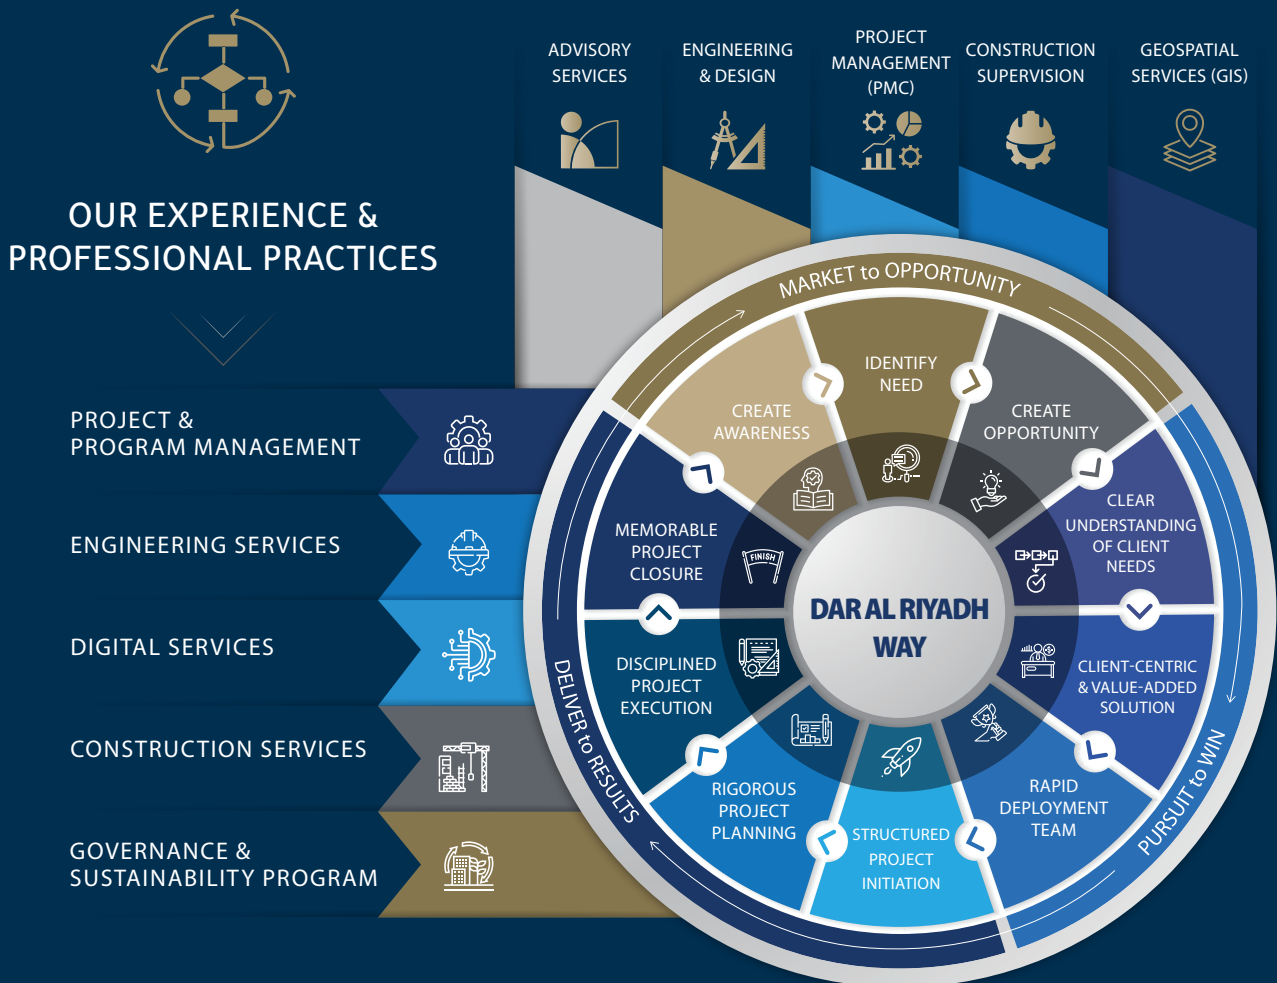 ADVISORY
SERVICES
ENGINEERING
& DESIGN
PROJECT
MANAGEMENT
(PMC)
CONSTRUCTION
SUPERVISION
GEOSPATIAL
SERVICES (GIS)
OUR EXPERIENCE &
PROFESSIONAL PRACTICES
PROJECT &
PROGRAM MANAGEMENT
ENGINEERING SERVICES
DIGITAL SERVICES
CONSTRUCTION SERVICES
GOVERNANCE &
SUSTAINABILITY PROGRAM
MARKET to OPPORTUNITY
CREATE
AWARENESS
IDENTIFY
NEED
CREATE
OPPORTUNITY
PURSUIT to WIN
CLEAR
UNDERSTANDING
OF CLIENT
NEEDS
CLIENT-CENTRIC
& VALUE-ADDED
SOLUTION
RAPID
DEPLOYMENT
TEAM
DELIVER to RESULTS
STRUCTURED
PROJECT
INITIATION
RIGOROUS
PROJECT
PLANNING
DISCIPLINED
PROJECT
EXECUTION
MEMORABLE
PROJECT
CLOSURE
FINISH
DAR AL RIYADH
WAY